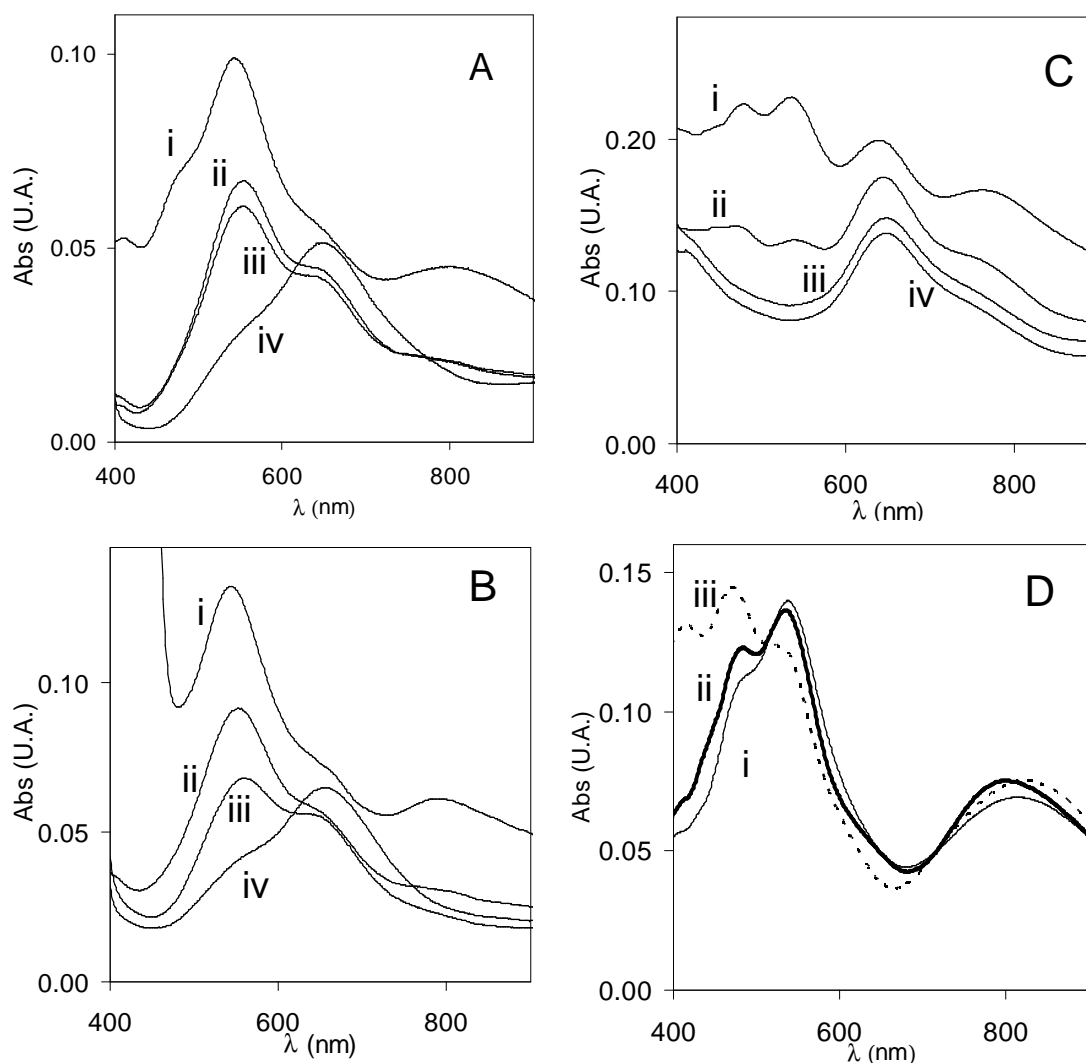 A
0.10
i
ii
0.05
iii
iv
0.00
400 600 800
Abs (U.A.)
λ (nm)
C
i
0.20
ii
iii
iv
0.10
0.00
400 600 800
Abs (U.A.)
λ (nm)
B
i
0.10
ii
iii
0.05
iv
0.00
400 600 800
Abs (U.A.)
λ (nm)
D
0.15
iii
ii
0.10
i
0.05
0.00
400 600 800
Abs (U.A.)
λ (nm)